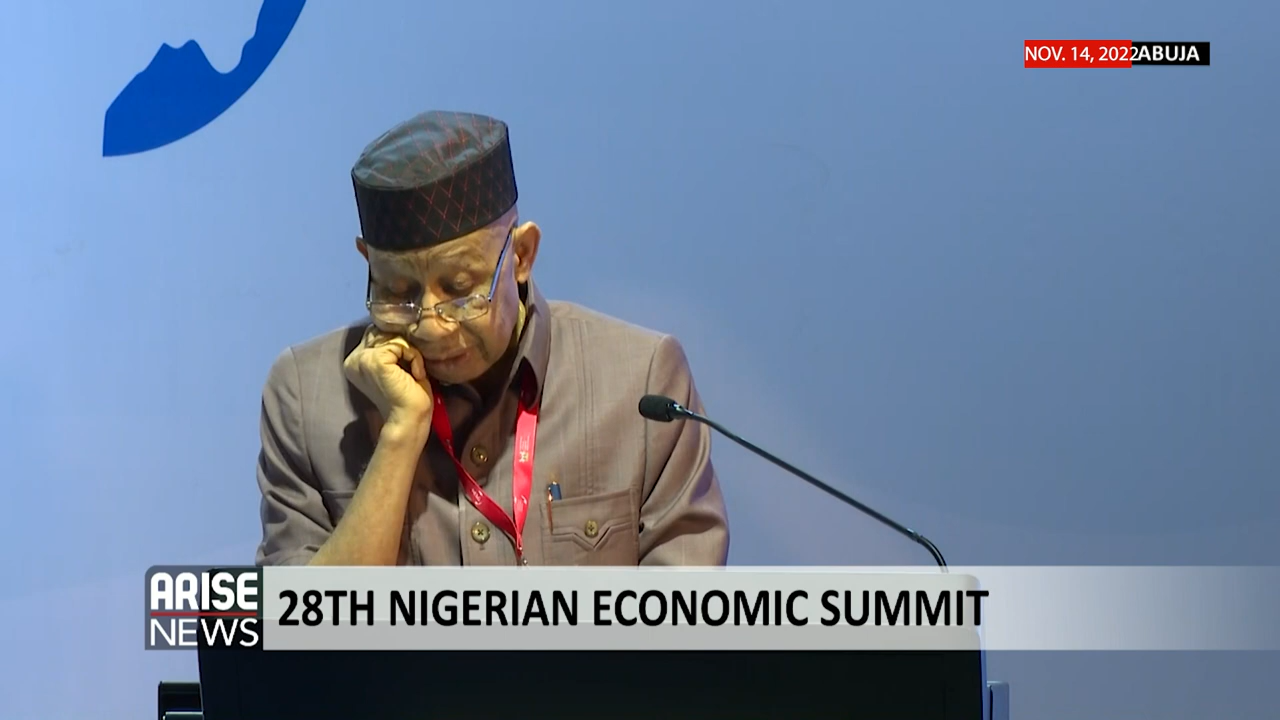 NOV. 14, 2022 ABUJA
ARISE
NEWS
28TH NIGERIAN ECONOMIC SUMMIT